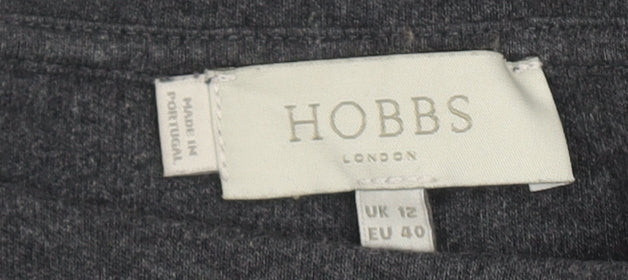 MADE IN
PORTUGAL
HOBBS
LONDON
UK 12
EU 40